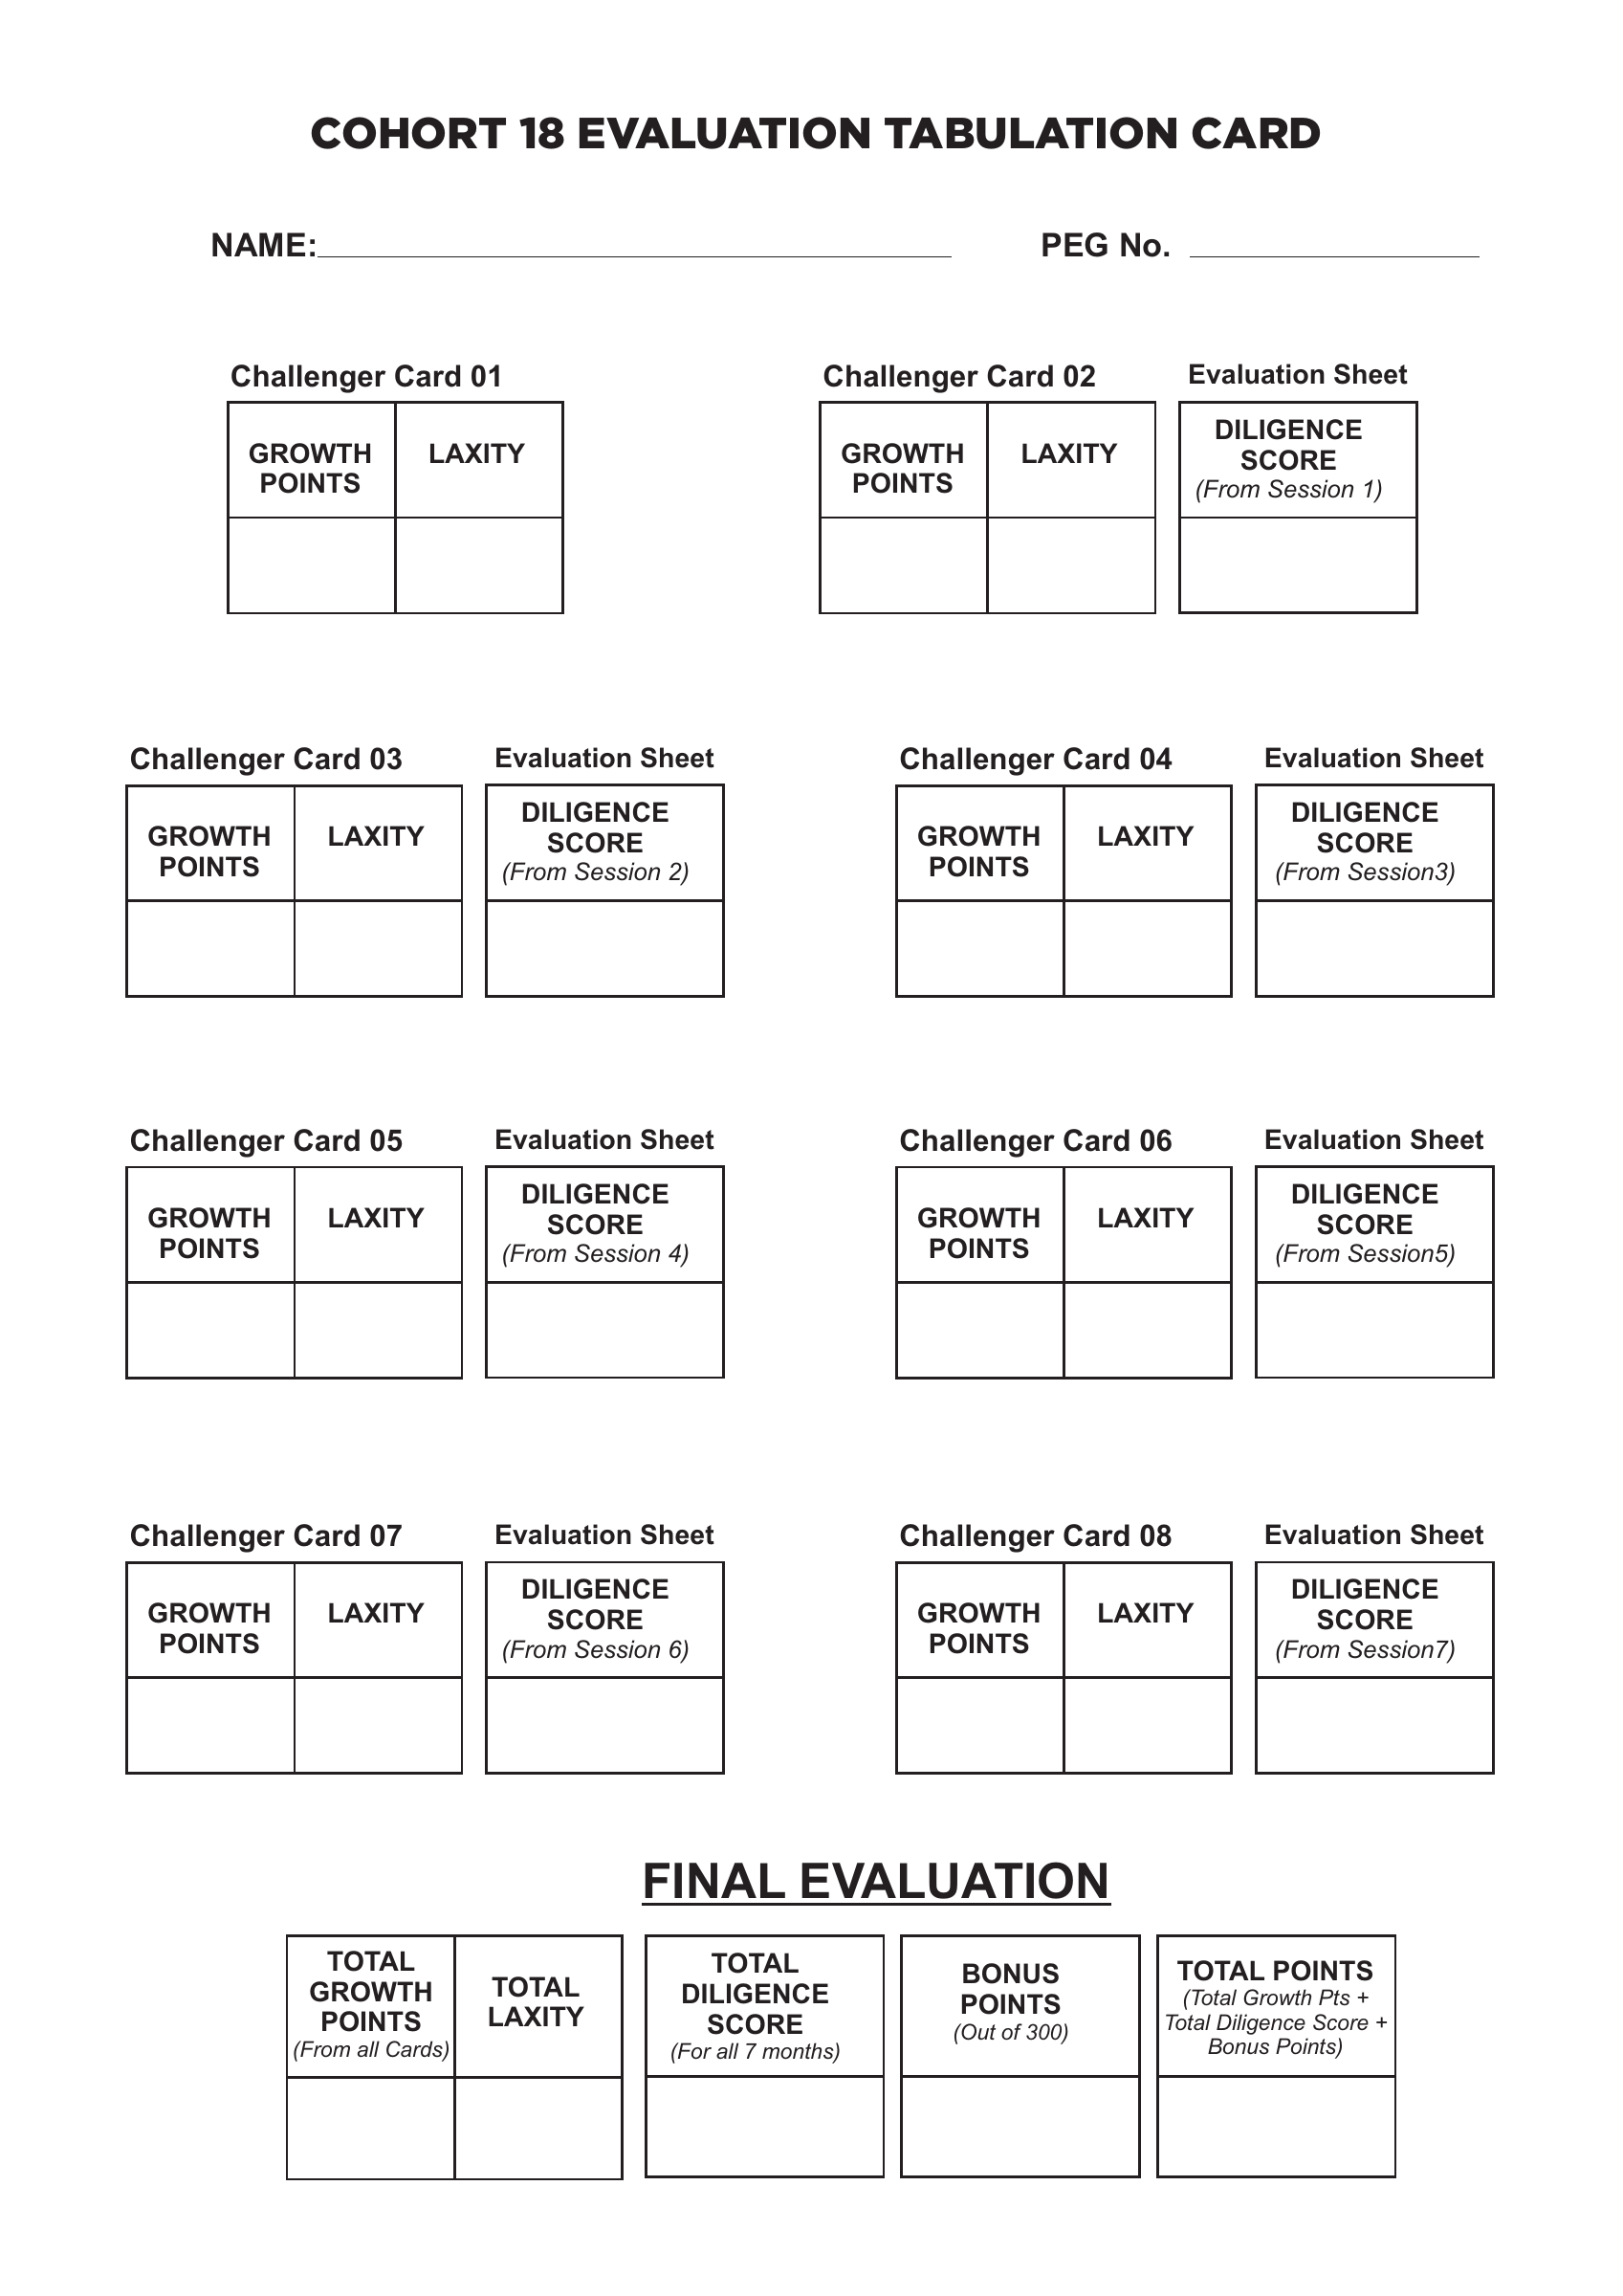 COHORT 18 EVALUATION TABULATION CARD
NAME: PEG No.
Challenger Card 01
GROWTH
POINTS
LAXITY
Challenger Card 02
GROWTH
POINTS
LAXITY
Evaluation Sheet
DILIGENCE
SCORE
(From Session 1)
Challenger Card 03
GROWTH
POINTS
LAXITY
Evaluation Sheet
DILIGENCE
SCORE
(From Session 2)
Challenger Card 04
GROWTH
POINTS
LAXITY
Evaluation Sheet
DILIGENCE
SCORE
(From Session3)
Challenger Card 05
GROWTH
POINTS
LAXITY
Evaluation Sheet
DILIGENCE
SCORE
(From Session 4)
Challenger Card 06
GROWTH
POINTS
LAXITY
Evaluation Sheet
DILIGENCE
SCORE
(From Session5)
Challenger Card 07
GROWTH
POINTS
LAXITY
Evaluation Sheet
DILIGENCE
SCORE
(From Session 6)
Challenger Card 08
GROWTH
POINTS
LAXITY
Evaluation Sheet
DILIGENCE
SCORE
(From Session7)
FINAL EVALUATION
TOTAL
GROWTH
POINTS
(From all Cards)
TOTAL
LAXITY
TOTAL
DILIGENCE
SCORE
(For all 7 months)
BONUS
POINTS
(Out of 300)
TOTAL POINTS
(Total Growth Pts +
Total Diligence Score +
Bonus Points)